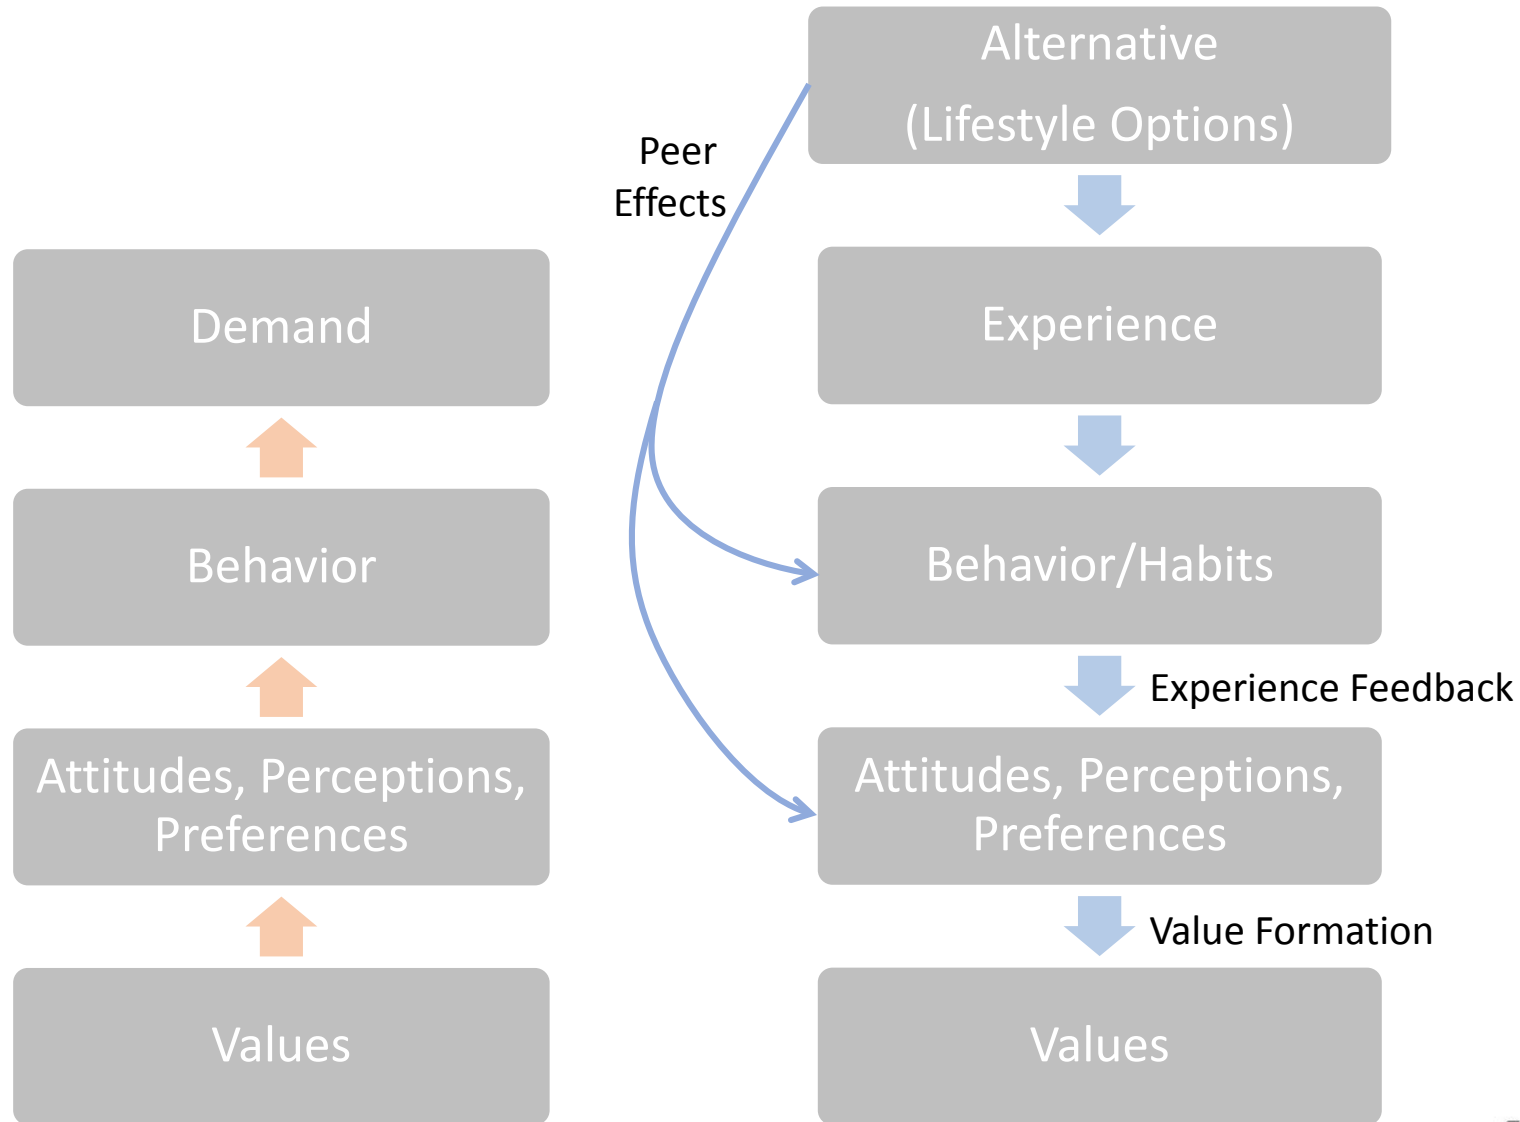 Alternative
(Lifestyle Options)
Peer
Effects
Demand
Experience
Behavior
Behavior/Habits
Experience Feedback
Attitudes, Perceptions,
Preferences
Attitudes, Perceptions,
Preferences
Value Formation
Values
Values